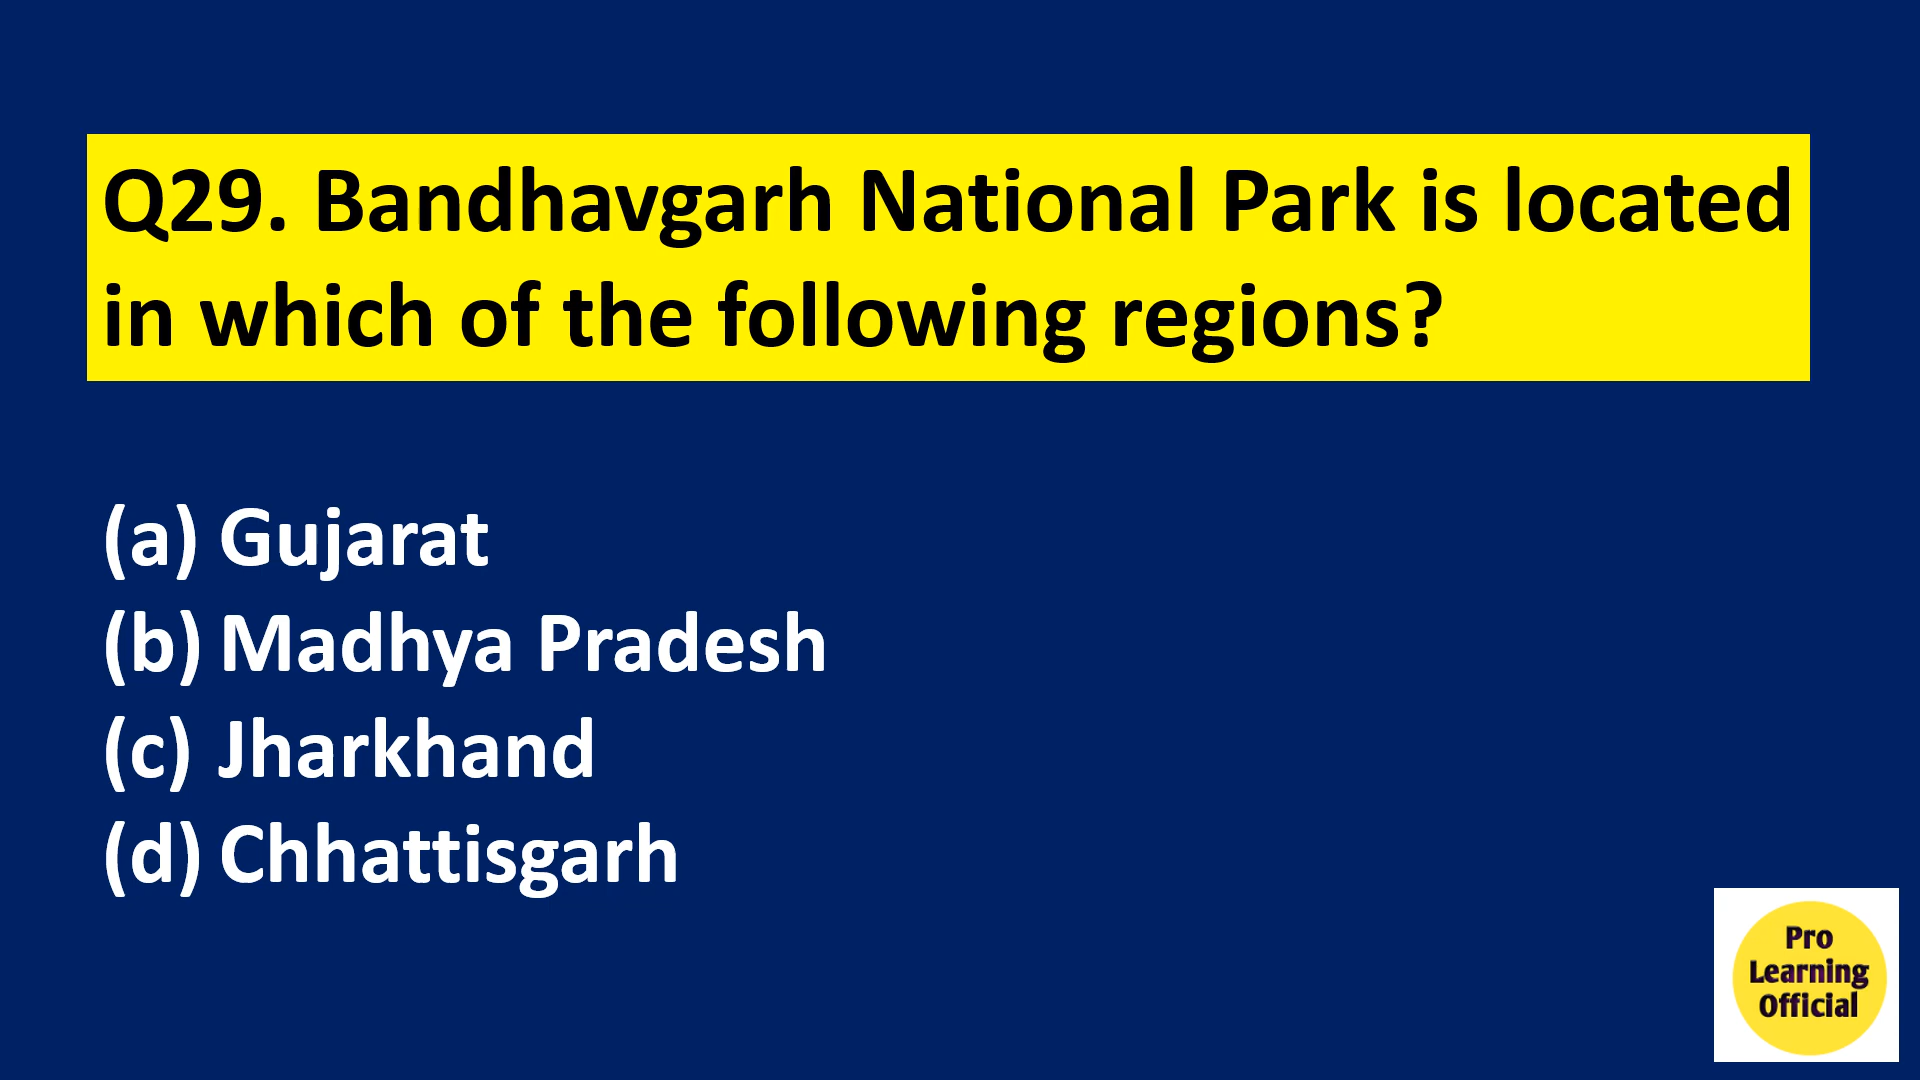 Q29. Bandhavgarh National Park is located
in which of the following regions?
(a) Gujarat
(b) Madhya Pradesh
(c) Jharkhand
(d) Chhattisgarh
Pro
Learning
Official